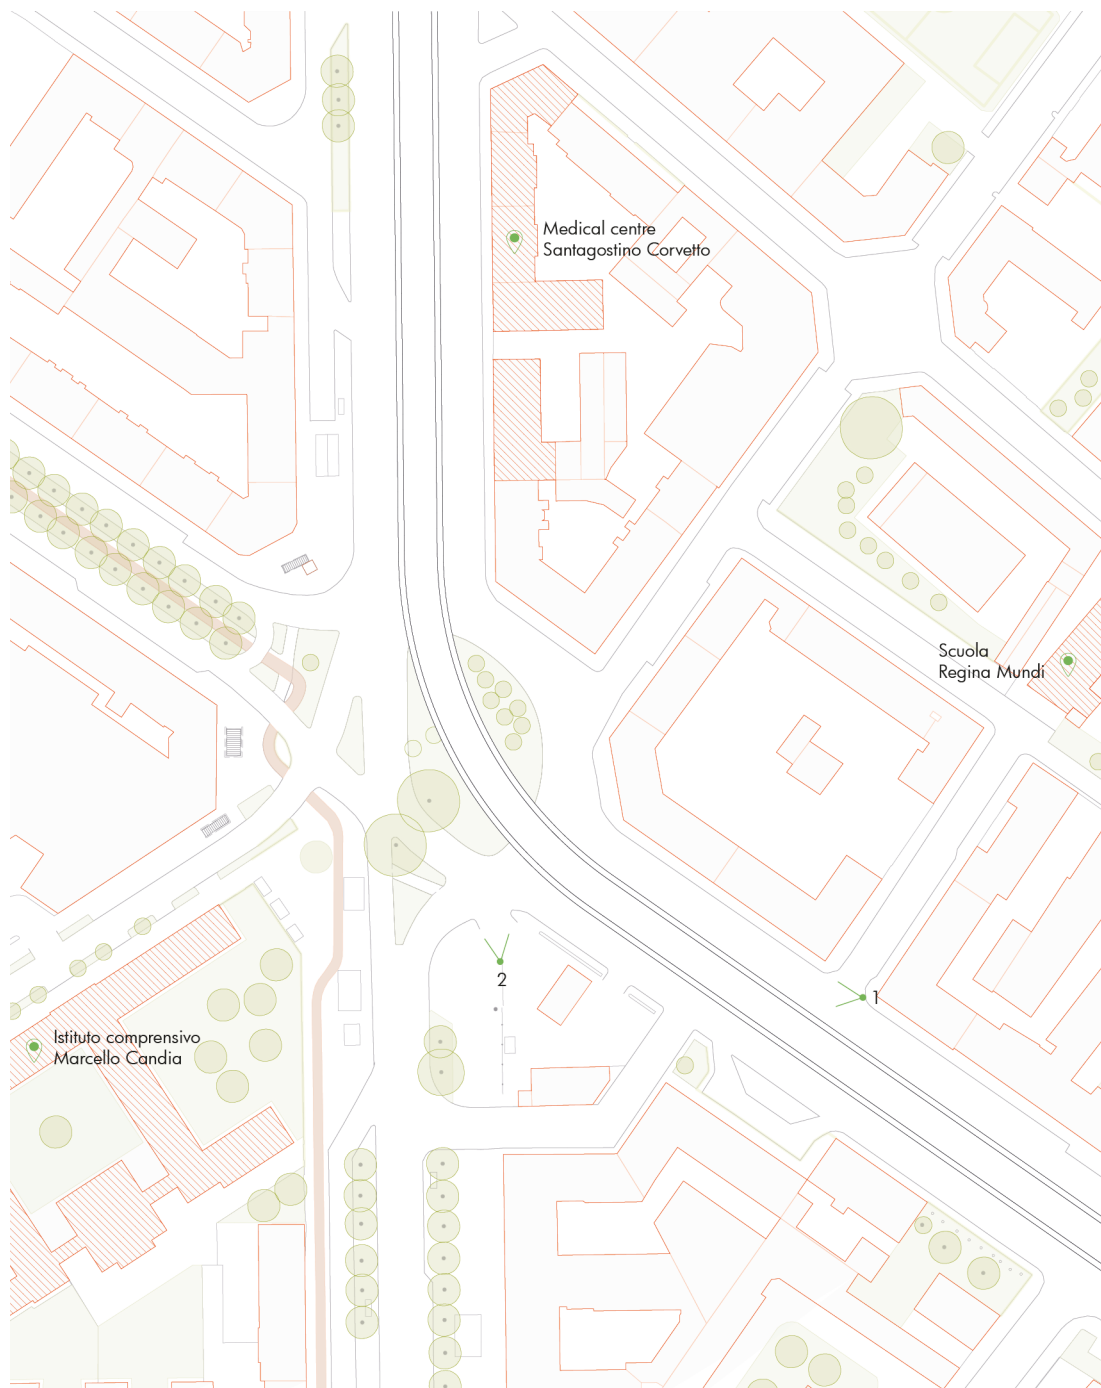 Medical centre
Santagostino Corvetto
Scuola
Regina Mundi
2
1
Istituto comprensivo
Marcello Candia